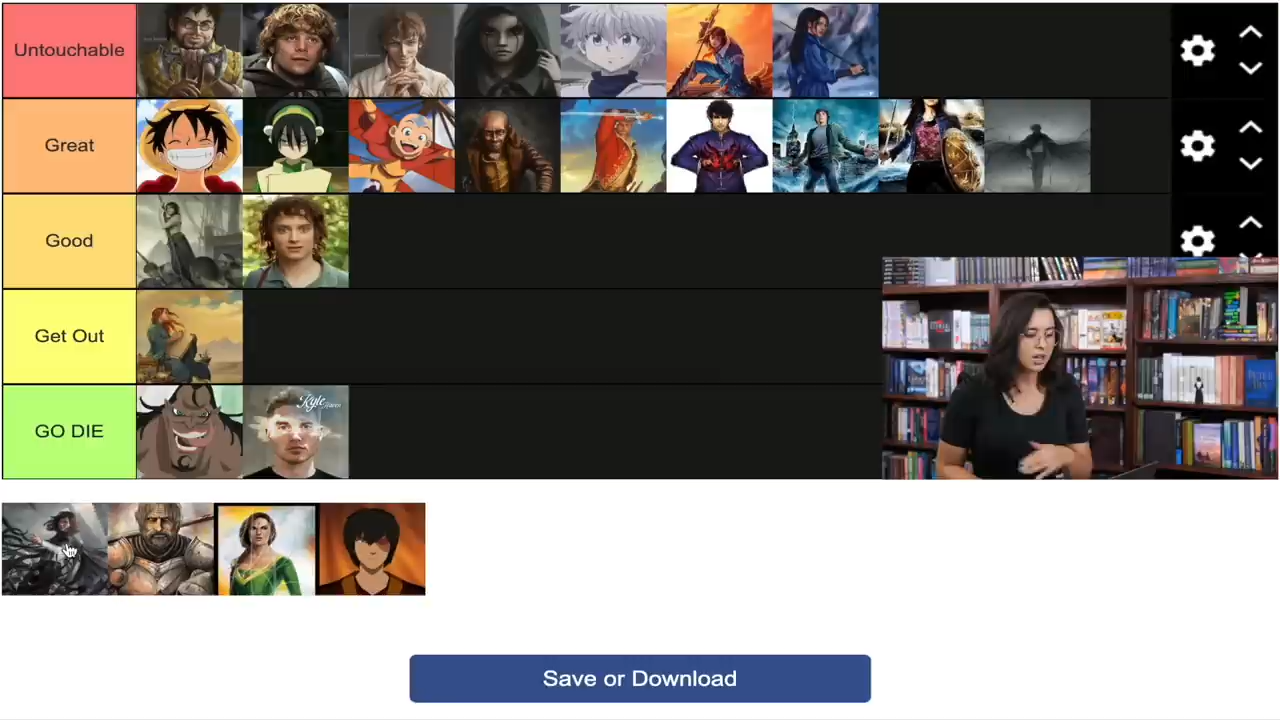 Untouchable
Great
Good
Get Out
GO DIE
Kyle
Save or Download